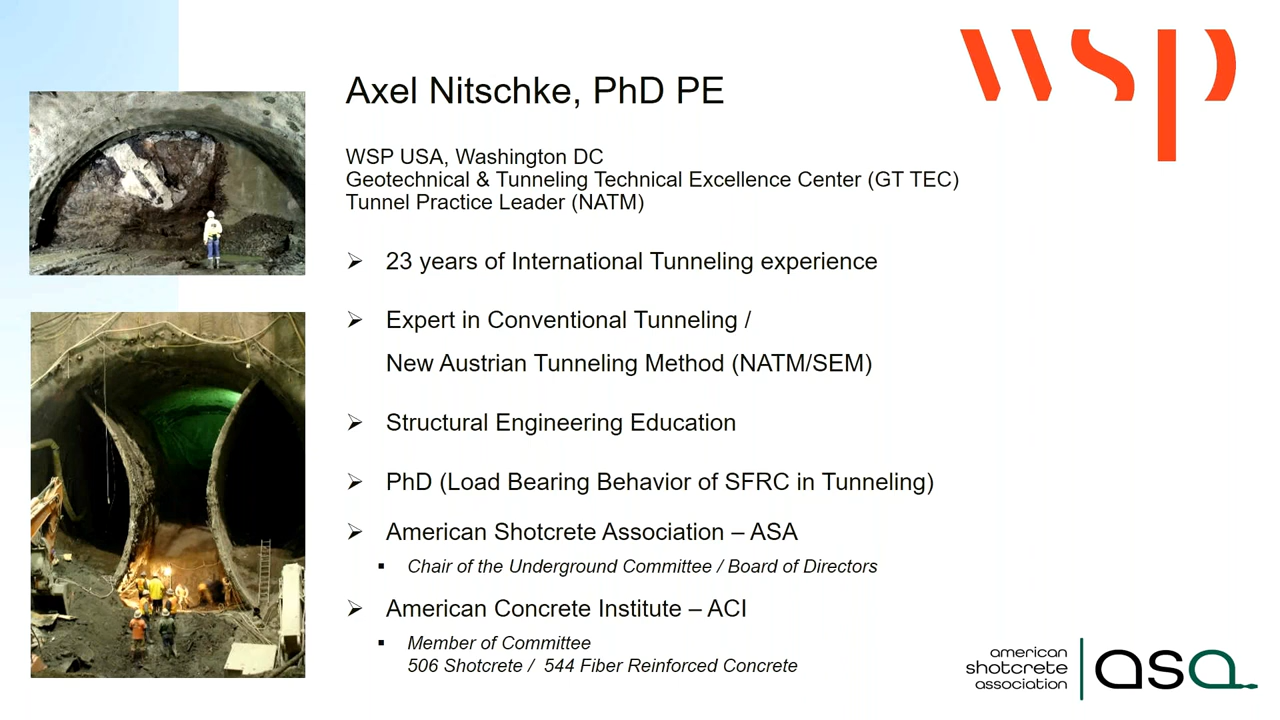 wsp
Axel Nitschke, PhD PE
WSP USA, Washington DC
Geotechnical & Tunneling Technical Excellence Center (GT TEC)
Tunnel Practice Leader (NATM)
➢ 23 years of International Tunneling experience
➢ Expert in Conventional Tunneling /
New Austrian Tunneling Method (NATM/SEM)
➢ Structural Engineering Education
➢ PhD (Load Bearing Behavior of SFRC in Tunneling)
➢ American Shotcrete Association – ASA
▪ Chair of the Underground Committee / Board of Directors
➢ American Concrete Institute – ACI
▪ Member of Committee
506 Shotcrete / 544 Fiber Reinforced Concrete
american
shotcrete
association
asa